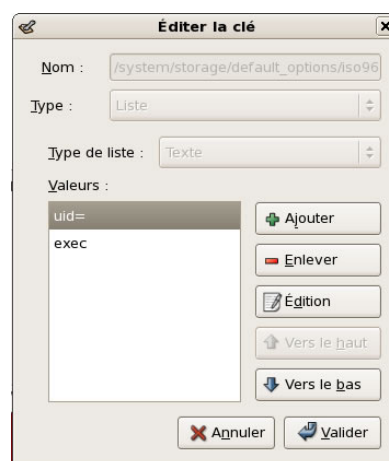 Éditer la clé
Nom : /system/storage/default_options/iso96
Type : Liste
Type de liste : Texte
Valeurs :
uid=
exec
Ajouter
Enlever
Édition
Vers le haut
Vers le bas
Annuler Valider